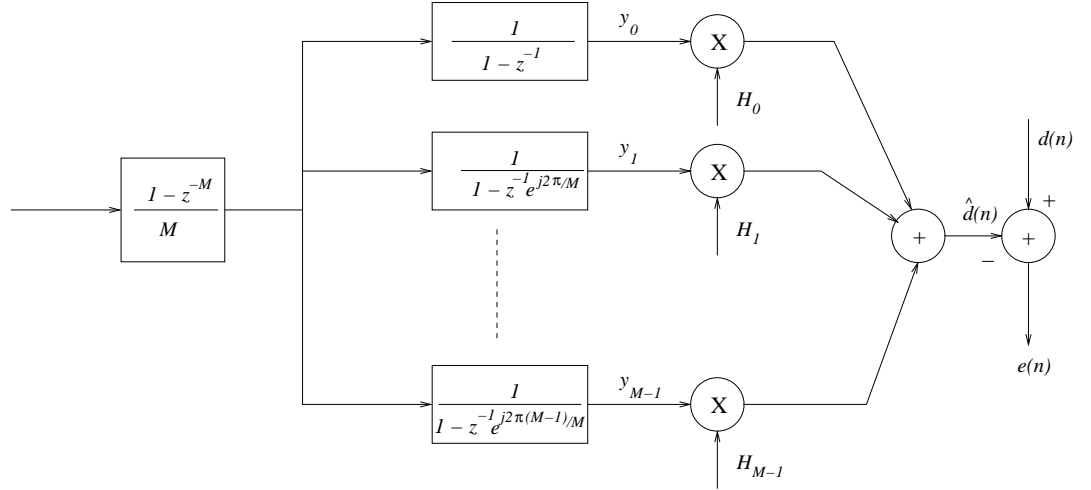 1
1 − z^{−1}
y_0
X
H_0
1 − z^{−M}
M
1
1 − z^{−1} e^{j2π/M}
y_1
X
H_1
d(n)
+
d̂(n)
+
+
−
e(n)
1
1 − z^{−1} e^{j2π(M−1)/M}
y_{M−1}
X
H_{M−1}